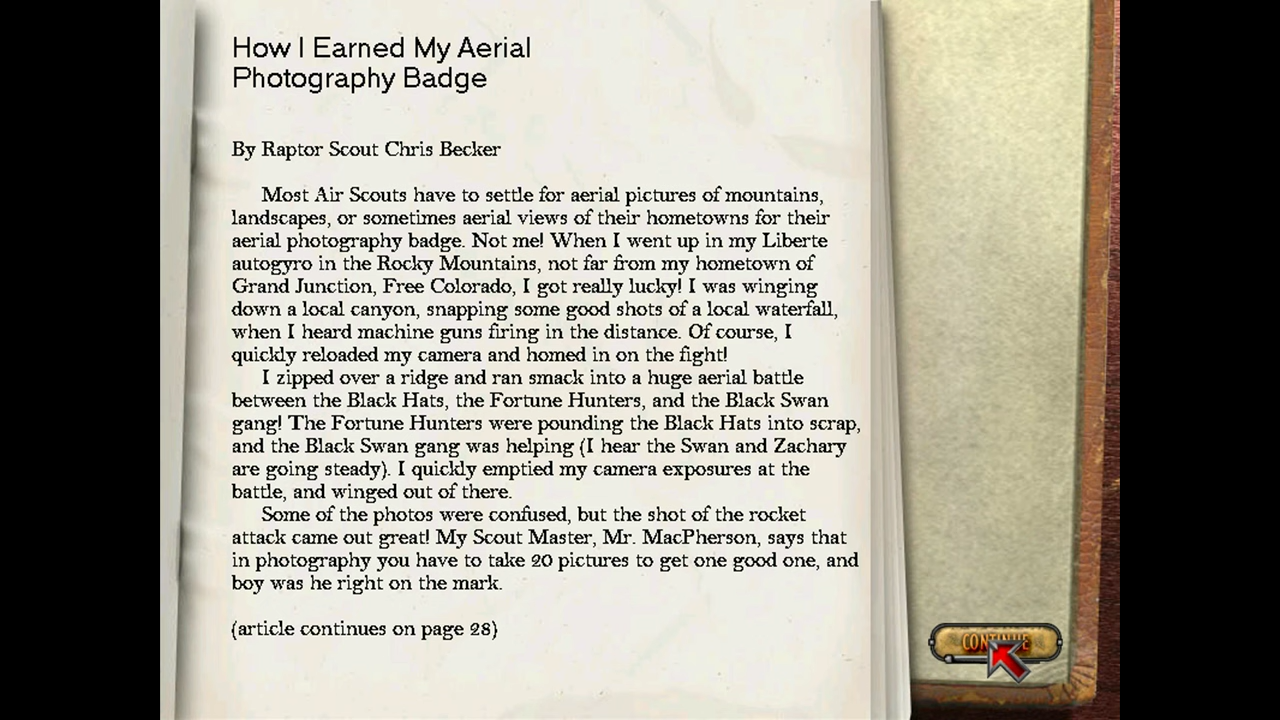 How I Earned My Aerial
Photography Badge
By Raptor Scout Chris Becker
Most Air Scouts have to settle for aerial pictures of mountains,
landscapes, or sometimes aerial views of their hometowns for their
aerial photography badge. Not me! When I went up in my Liberte
autogyro in the Rocky Mountains, not far from my hometown of
Grand Junction, Free Colorado, I got really lucky! I was winging
down a local canyon, snapping some good shots of a local waterfall,
when I heard machine guns firing in the distance. Of course, I
quickly reloaded my camera and homed in on the fight!
I zipped over a ridge and ran smack into a huge aerial battle
between the Black Hats, the Fortune Hunters, and the Black Swan
gang! The Fortune Hunters were pounding the Black Hats into scrap,
and the Black Swan gang was helping (I hear the Swan and Zachary
are going steady). I quickly emptied my camera exposures at the
battle, and winged out of there.
Some of the photos were confused, but the shot of the rocket
attack came out great! My Scout Master, Mr. MacPherson, says that
in photography you have to take 20 pictures to get one good one, and
boy was he right on the mark.
(article continues on page 28)
CONTINUE